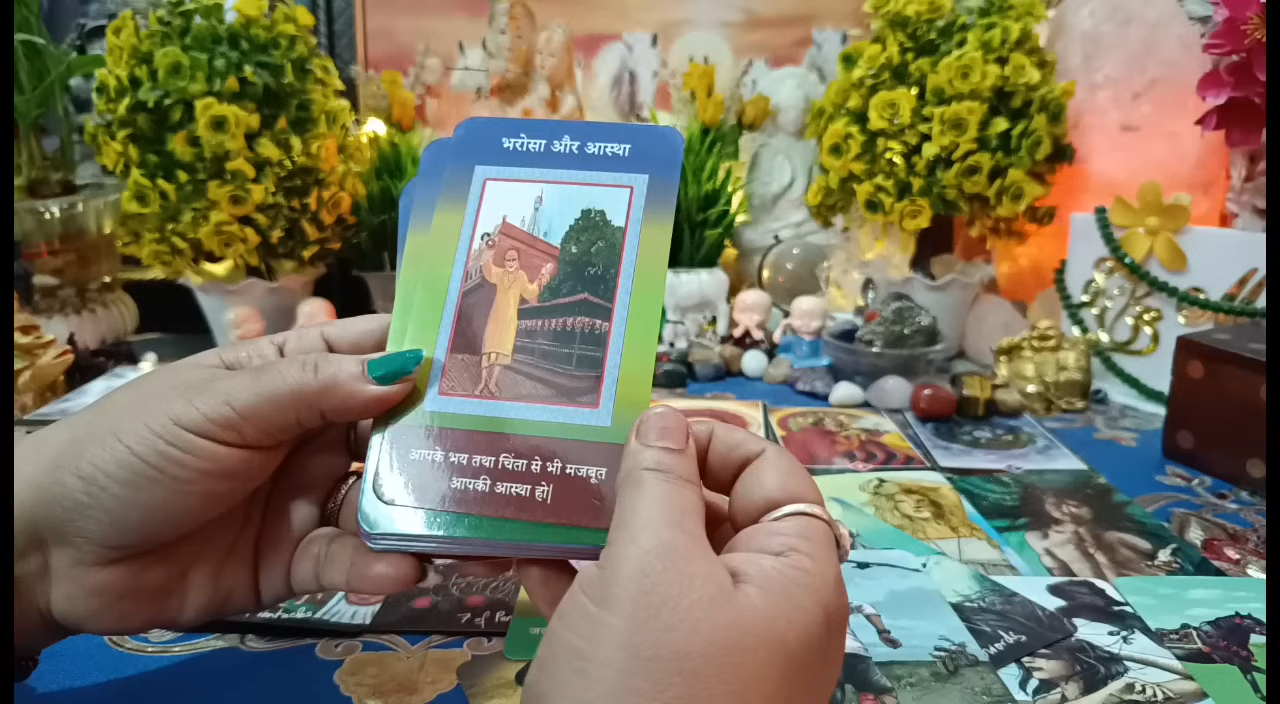 भरोसा और आस्था
आपके भय तथा चिंता से भी मजबूत
आपकी आस्था हो|
7 of